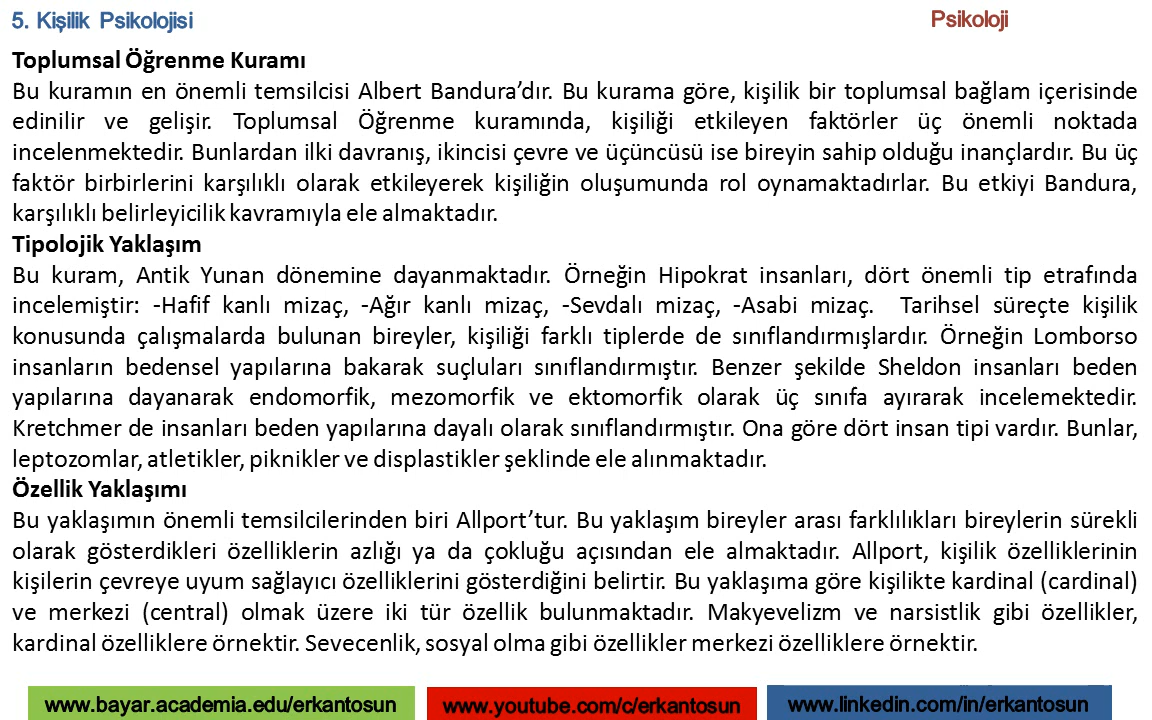 5. Kişilik Psikolojisi
Psikoloji
Toplumsal Öğrenme Kuramı
Bu kuramın en önemli temsilcisi Albert Bandura’dır. Bu kurama göre, kişilik bir toplumsal bağlam içerisinde
edinilir ve gelişir. Toplumsal Öğrenme kuramında, kişiliği etkileyen faktörler üç önemli noktada
incelenmektedir. Bunlardan ilki davranış, ikincisi çevre ve üçüncüsü ise bireyin sahip olduğu inançlardır. Bu üç
faktör birbirlerini karşılıklı olarak etkileyerek kişiliğin oluşumunda rol oynamaktadırlar. Bu etkiyi Bandura,
karşılıklı belirleyicilik kavramıyla ele almaktadır.
Tipolojik Yaklaşım
Bu kuram, Antik Yunan dönemine dayanmaktadır. Örneğin Hipokrat insanları, dört önemli tip etrafında
incelemiştir: -Hafif kanlı mizaç, -Ağır kanlı mizaç, -Sevdalı mizaç, -Asabi mizaç. Tarihsel süreçte kişilik
konusunda çalışmalarda bulunan bireyler, kişiliği farklı tiplerde de sınıflandırmışlardır. Örneğin Lomborso
insanların bedensel yapılarına bakarak suçluları sınıflandırmıştır. Benzer şekilde Sheldon insanları beden
yapılarına dayanarak endomorfik, mezomorfik ve ektomorfik olarak üç sınıfa ayırarak incelemektedir.
Kretchmer de insanları beden yapılarına dayalı olarak sınıflandırmıştır. Ona göre dört insan tipi vardır. Bunlar,
leptozomlar, atletikler, piknikler ve displastikler şeklinde ele alınmaktadır.
Özellik Yaklaşımı
Bu yaklaşımın önemli temsilcilerinden biri Allport’tur. Bu yaklaşım bireyler arası farklılıkları bireylerin sürekli
olarak gösterdikleri özelliklerin azlığı ya da çokluğu açısından ele almaktadır. Allport, kişilik özelliklerinin
kişilerin çevreye uyum sağlayıcı özelliklerini gösterdiğini belirtir. Bu yaklaşıma göre kişilikte kardinal (cardinal)
ve merkezi (central) olmak üzere iki tür özellik bulunmaktadır. Makyevelizm ve narsistlik gibi özellikler,
kardinal özelliklere örnektir. Sevecenlik, sosyal olma gibi özellikler merkezi özelliklere örnektir.
www.bayar.academia.edu/erkantosun
www.youtube.com/c/erkantosun
www.linkedin.com/in/erkantosun